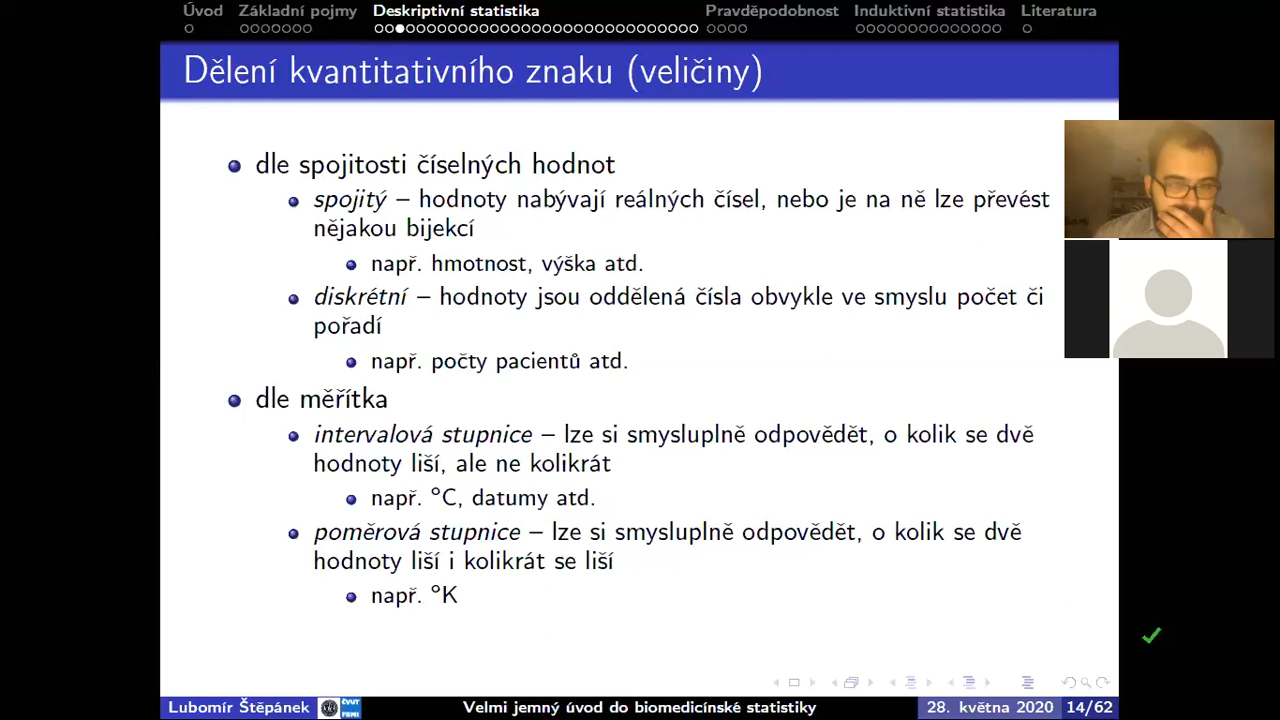 Úvod Základní pojmy Deskriptivní statistika Pravděpodobnost Induktivní statistika Literatura
Dělení kvantitativního znaku (veličiny)
dle spojitosti číselných hodnot
spojitý – hodnoty nabývají reálných čísel, nebo je na ně lze převést
nějakou bijekcí
např. hmotnost, výška atd.
diskrétní – hodnoty jsou oddělená čísla obvykle ve smyslu počet či
pořadí
např. počty pacientů atd.
dle měřítka
intervalová stupnice – lze si smysluplně odpovědět, o kolik se dvě
hodnoty liší, ale ne kolikrát
např. °C, datumy atd.
poměrová stupnice – lze si smysluplně odpovědět, o kolik se dvě
hodnoty liší i kolikrát se liší
např. °K
Lubomír Štěpánek ČVUT FBMI Velmi jemný úvod do biomedicínské statistiky 28. května 2020 14/62